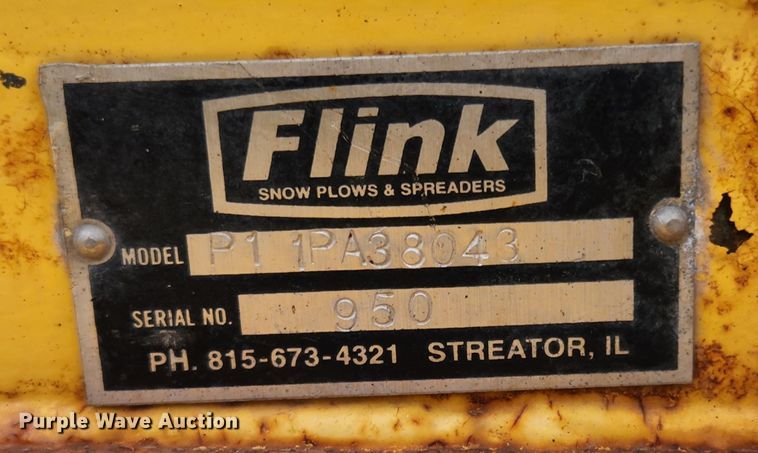 Flink
SNOW PLOWS & SPREADERS
MODEL P1 1PA38043
SERIAL NO. 950
PH. 815-673-4321 STREATOR, IL
Purple Wave Auction